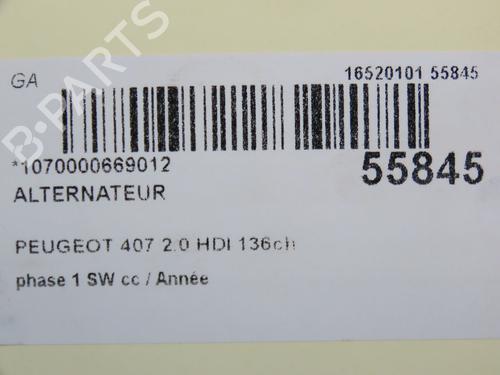 GA
16520101 55845
*1070000669012
55845
ALTERNATEUR
PEUGEOT 407 2.0 HDI 136ch
phase 1 SW cc / Année
B-PARTS